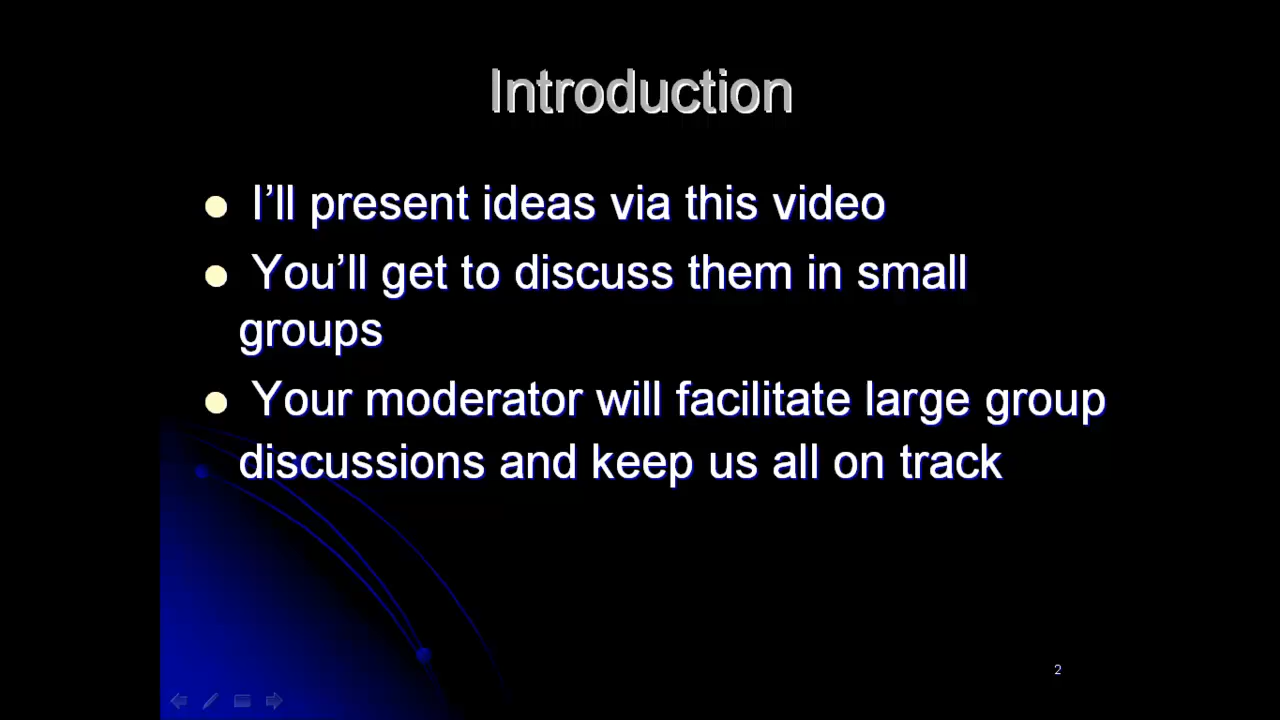 Introduction
I’ll present ideas via this video
You’ll get to discuss them in small
groups
Your moderator will facilitate large group
discussions and keep us all on track
2